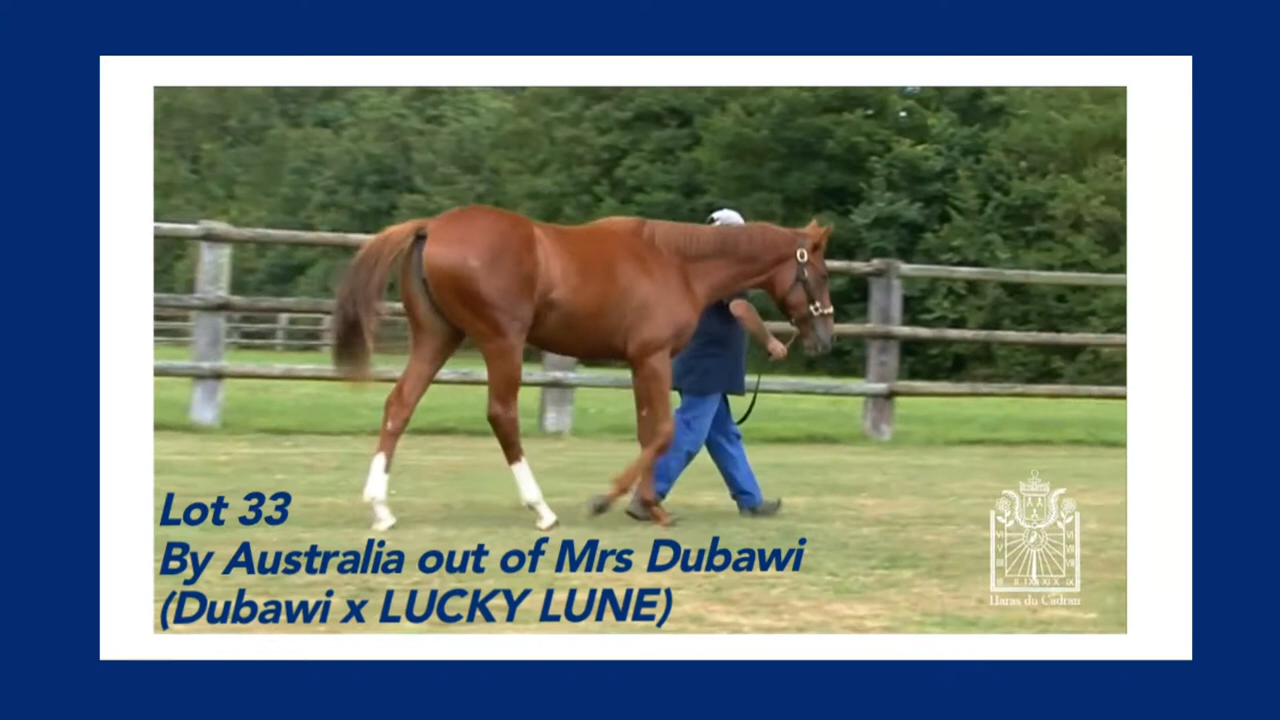 Lot 33
By Australia out of Mrs Dubawi
(Dubawi x LUCKY LUNE)
Haras du Cadran